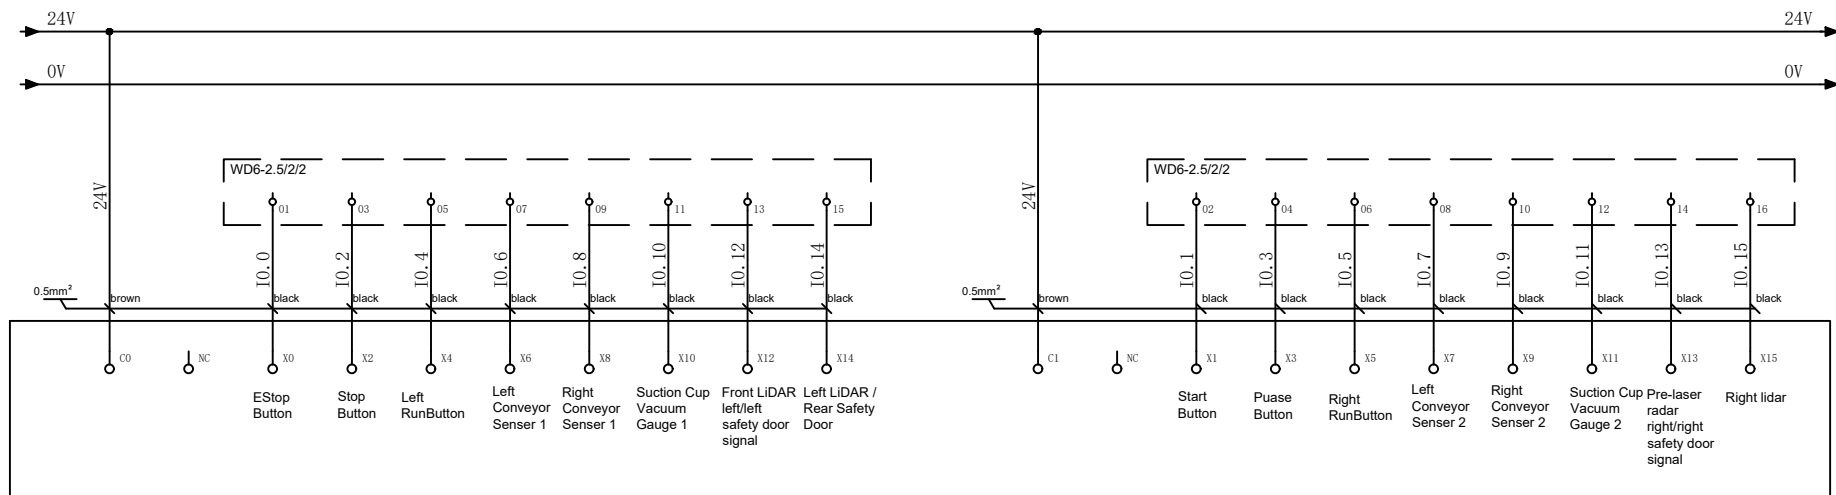 24V
24V
0V
0V
WD6-2.5/2/2
WD6-2.5/2/2
24V
01
03
05
07
09
11
13
15
24V
02
04
06
08
10
12
14
16
I0.0
I0.2
I0.4
I0.6
I0.8
I0.10
I0.12
I0.14
I0.1
I0.3
I0.5
I0.7
I0.9
I0.11
I0.13
I0.15
0.5mm²
brown
black
black
black
black
black
black
black
black
0.5mm²
brown
black
black
black
black
black
black
black
black
C0
NC
X0
X2
X4
X6
X8
X10
X12
X14
C1
NC
X1
X3
X5
X7
X9
X11
X13
X15
EStop
Button
Stop
Button
Left
RunButton
Left
Conveyor
Senser 1
Right
Conveyor
Senser 1
Suction Cup
Vacuum
Gauge 1
Front LiDAR
left/left
safety door
signal
Left LiDAR /
Rear Safety
Door
Start
Button
Puase
Button
Right
RunButton
Left
Conveyor
Senser 2
Right
Conveyor
Senser 2
Suction Cup
Vacuum
Gauge 2
Pre-laser
radar
right/right
safety door
signal
Right lidar